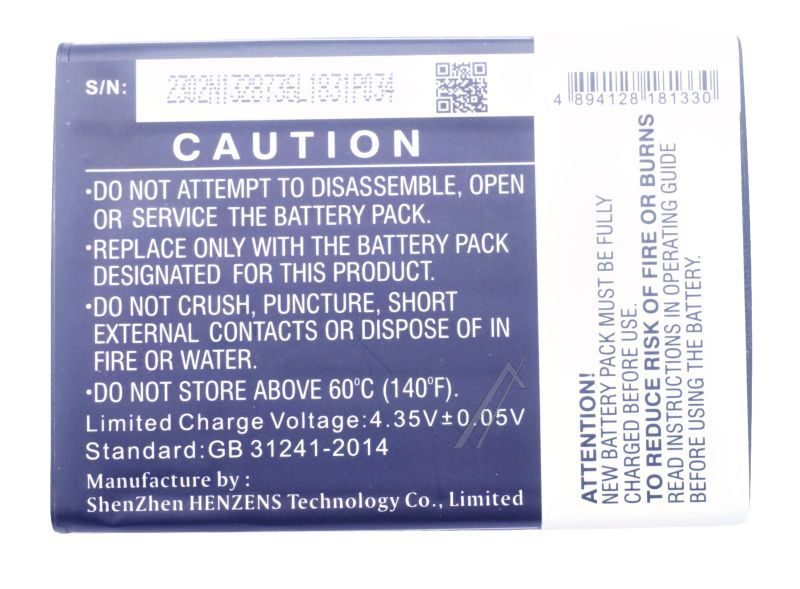 S/N:
CAUTION
•DO NOT ATTEMPT TO DISASSEMBLE, OPEN
OR SERVICE THE BATTERY PACK.
•REPLACE ONLY WITH THE BATTERY PACK
DESIGNATED FOR THIS PRODUCT.
•DO NOT CRUSH, PUNCTURE, SHORT
EXTERNAL CONTACTS OR DISPOSE OF IN
FIRE OR WATER.
•DO NOT STORE ABOVE 60°C (140°F).
Limited Charge Voltage:4.35V±0.05V
Standard:GB 31241-2014
Manufacture by :
ShenZhen HENZENS Technology Co., Limited
4 894128 181330
ATTENTION!
NEW BATTERY PACK MUST BE FULLY
CHARGED BEFORE USE.
TO REDUCE RISK OF FIRE OR BURNS
READ INSTRUCTIONS IN OPERATING GUIDE
BEFORE USING THE BATTERY.